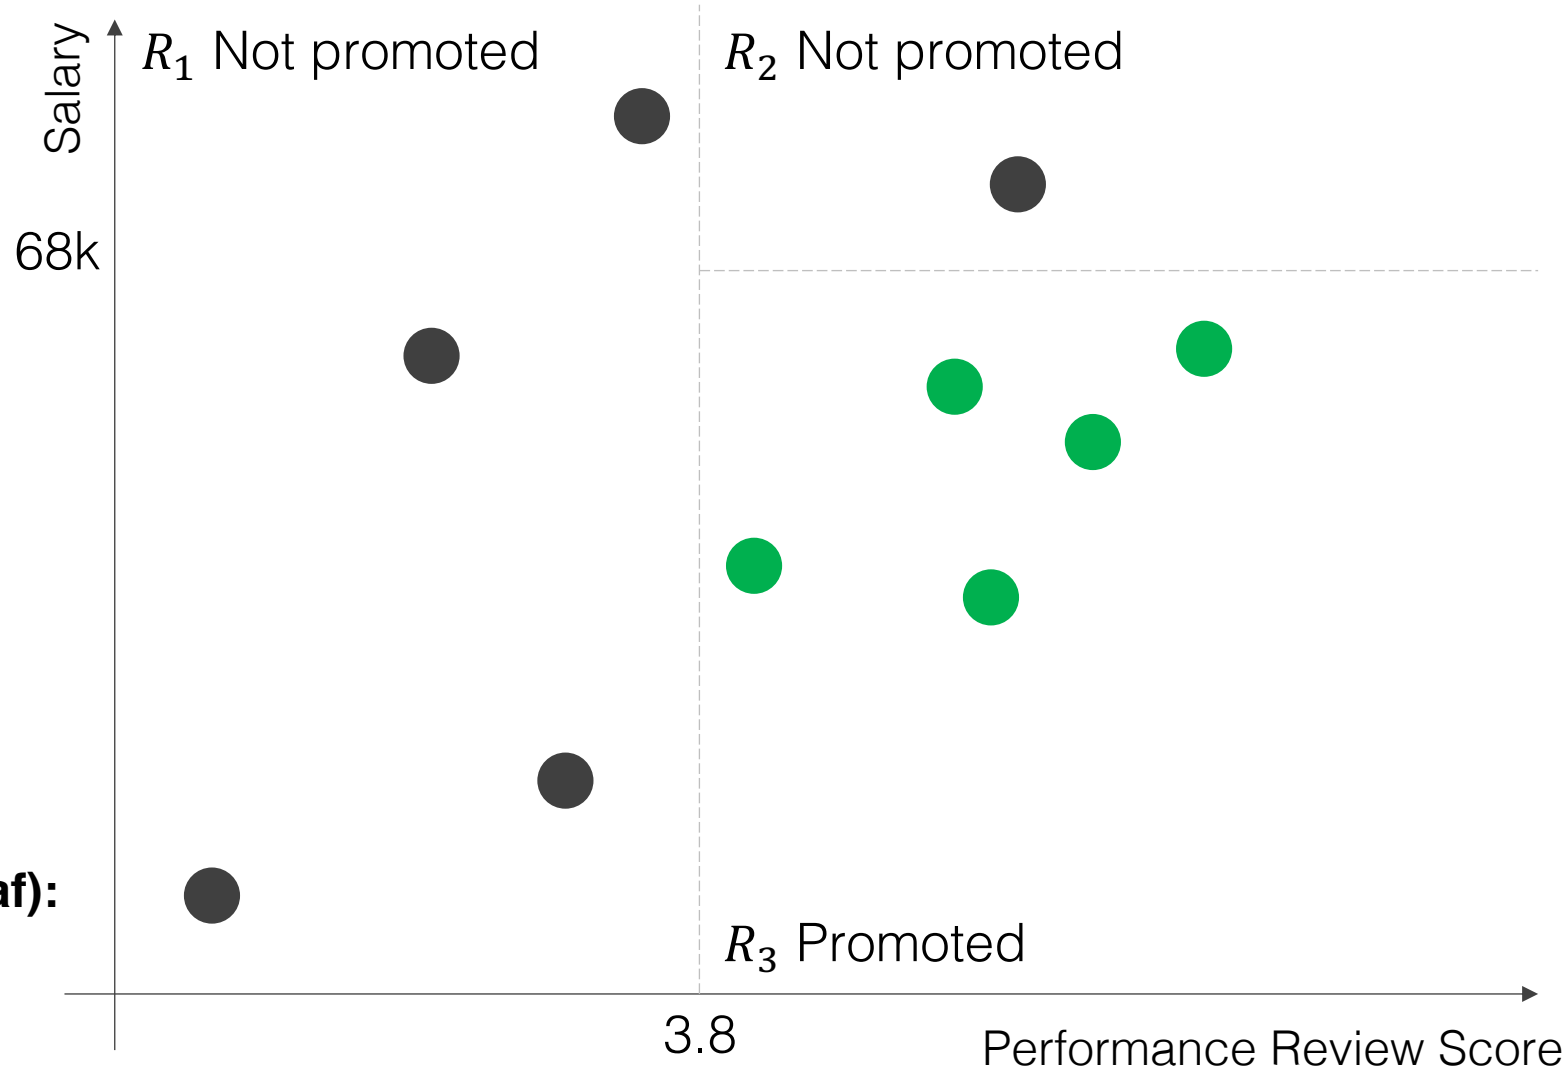 Salary
R₁ Not promoted
R₂ Not promoted
68k
af):
R₃ Promoted
3.8
Performance Review Score